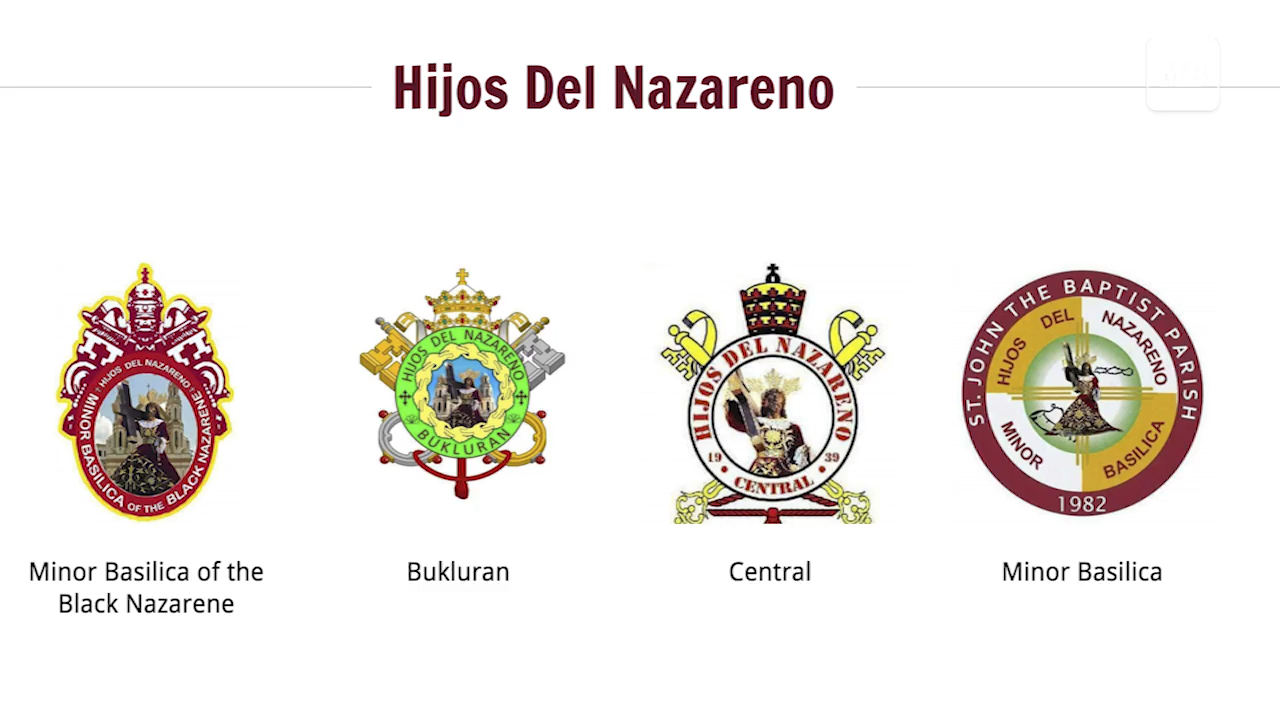 Hijos Del Nazareno
HIJOS DEL NAZARENO
MINOR BASILICA OF THE BLACK NAZARENE
HIJOS DEL NAZARENO
BUKLURAN
HIJOS DEL NAZARENO
19 39
CENTRAL
ST. JOHN THE BAPTIST PARISH
HIJOS DEL NAZARENO
MINOR BASILICA
1982
Minor Basilica of the
Black Nazarene
Bukluran
Central
Minor Basilica